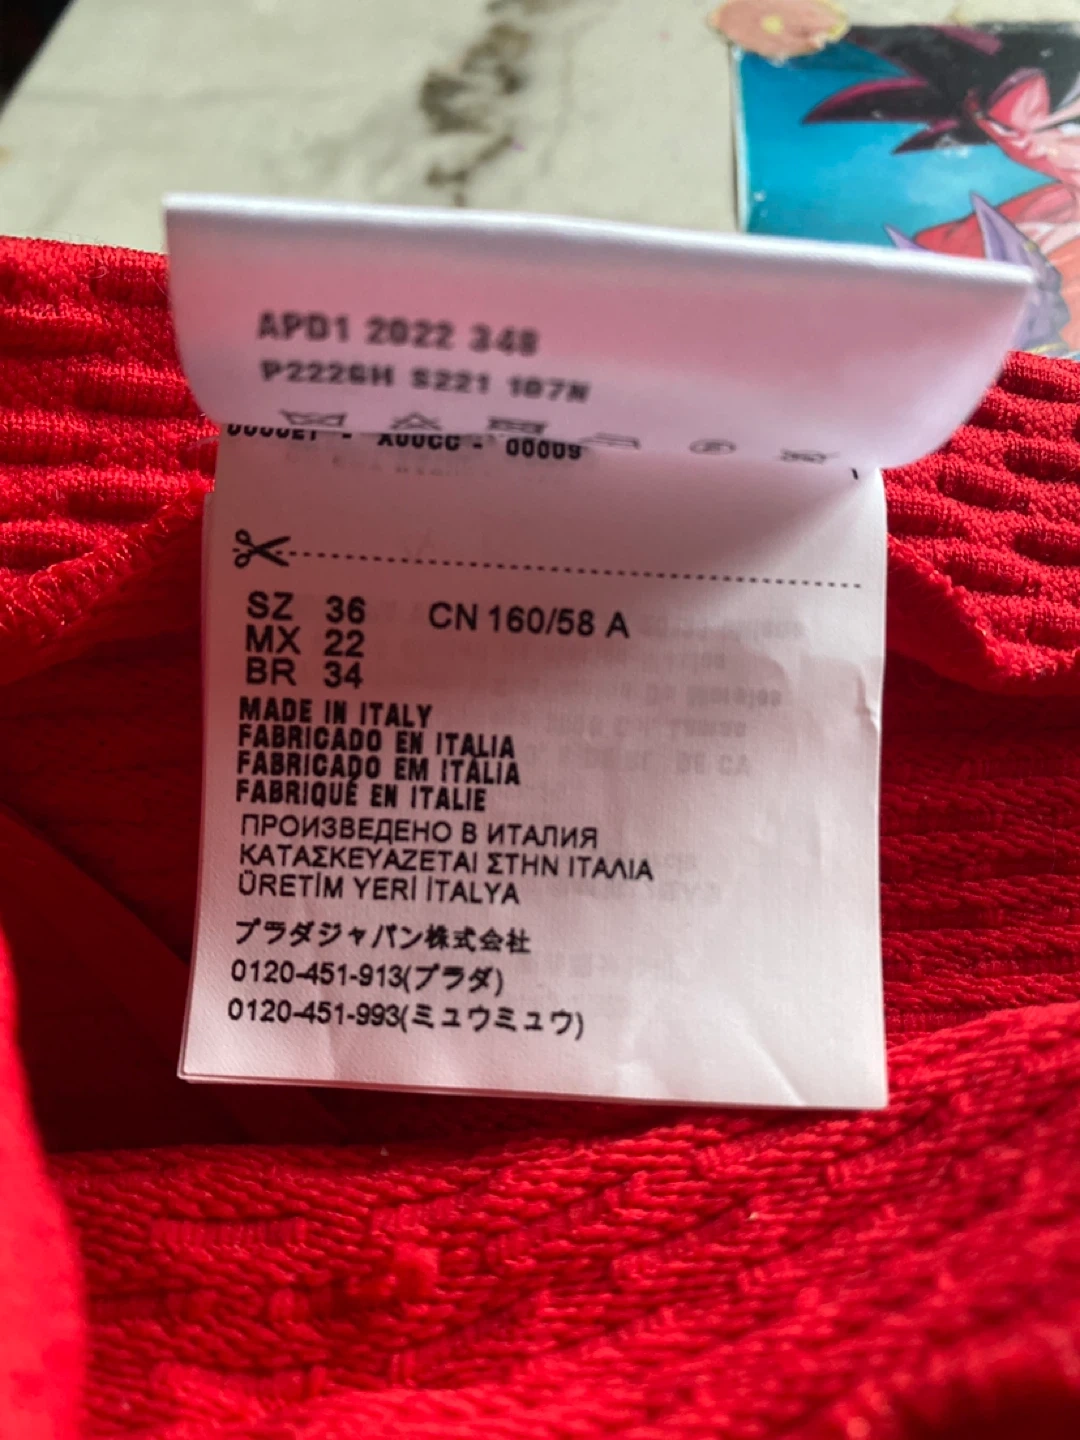 APD1 2022 348
P222GH S221 187N
- X00CC - 00009
SZ 36 CN 160/58 A
MX 22
BR 34
MADE IN ITALY
FABRICADO EN ITALIA
FABRICADO EM ITÁLIA
FABRIQUÉ EN ITALIE
ПРОИЗВЕДЕНО В ИТАЛИЯ
ΚΑΤΑΣΚΕΥΑΖΕΤΑΙ ΣΤΗΝ ΙΤΑΛΙΑ
ÜRETİM YERİ İTALYA
プラダジャパン株式会社
0120-451-913(プラダ)
0120-451-993(ミュウミュウ)